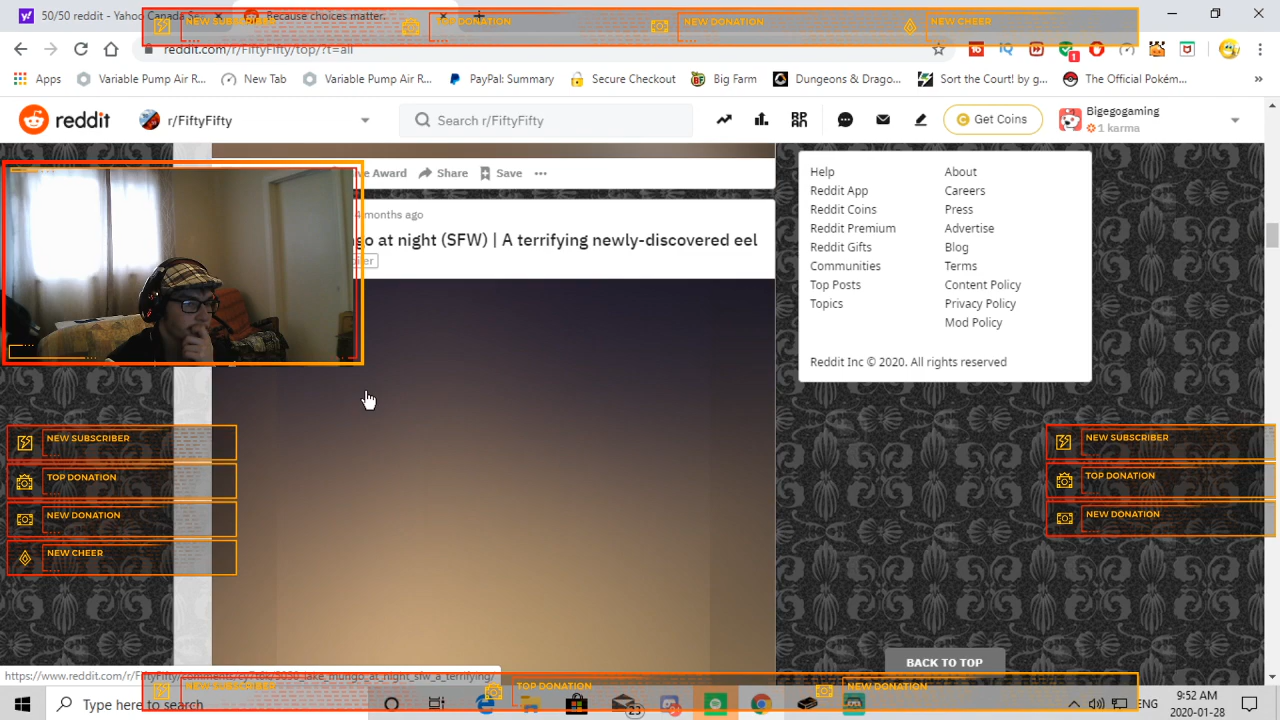 50/50 reddit - Yahoo Canada S
Because choices matter.
NEW SUBSCRIBER
TOP DONATION
NEW DONATION
NEW CHEER
reddit.com/r/FiftyFifty/top/?t=all
1
Apps
Variable Pump Air R...
New Tab
Variable Pump Air R...
PayPal: Summary
Secure Checkout
Big Farm
Dungeons & Drago...
Sort the Court! by g...
The Official Pokém...
»
reddit
r/FiftyFifty
Search r/FiftyFifty
Get Coins
Bigegogaming
1 karma
ve Award
Share
Save
4 months ago
go at night (SFW) | A terrifying newly-discovered eel
Help
About
Reddit App
Careers
Reddit Coins
Press
Reddit Premium
Advertise
Reddit Gifts
Blog
Communities
Terms
Top Posts
Content Policy
Topics
Privacy Policy
Mod Policy
Reddit Inc © 2020. All rights reserved
NEW SUBSCRIBER
TOP DONATION
NEW DONATION
NEW CHEER
NEW SUBSCRIBER
TOP DONATION
NEW DONATION
BACK TO TOP
NEW SUBSCRIBER
TOP DONATION
NEW DONATION
Type here to search
23
ENG
9:52 AM
2020-01-28